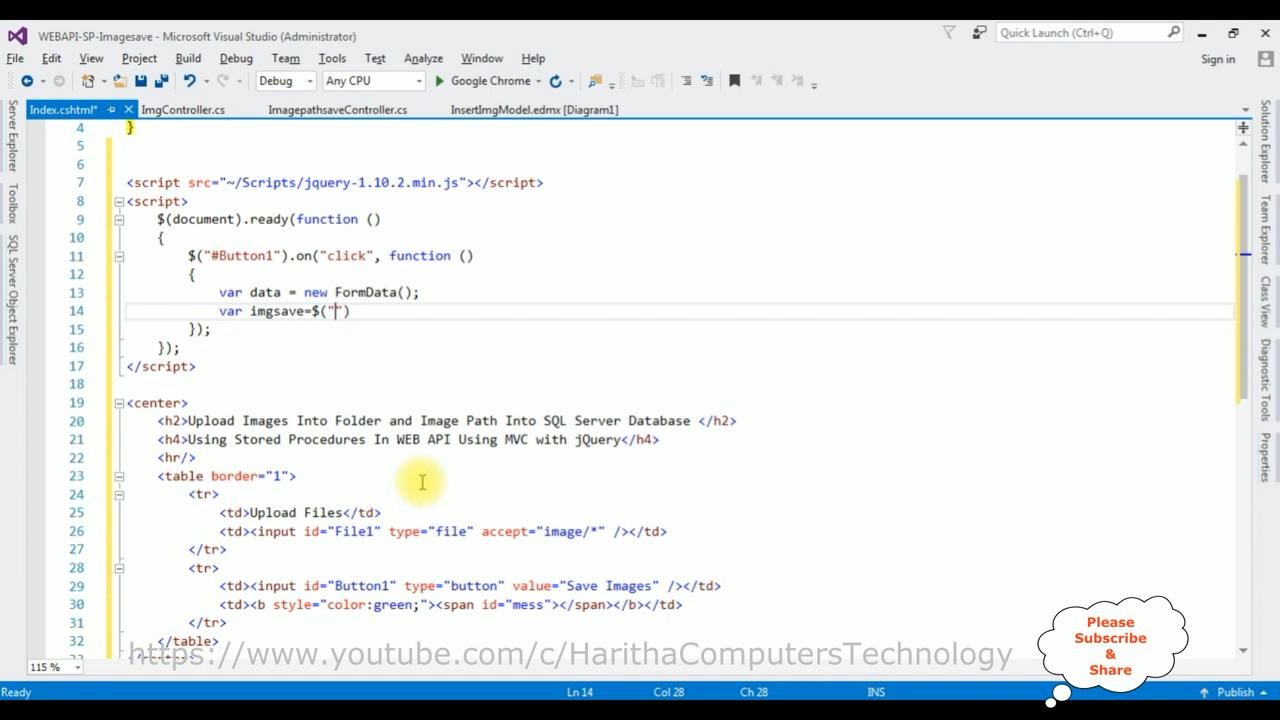 WEBAPI-SP-Imagesave - Microsoft Visual Studio (Administrator)
Quick Launch (Ctrl+Q)
File Edit View Project Build Debug Team Tools Test Analyze Window Help
Sign in
Debug Any CPU Google Chrome
Index.cshtml* ImgController.cs ImagepathsaveController.cs InsertImgModel.edmx [Diagram1]
Server Explorer
Toolbox
SQL Server Object Explorer
4 }
5
6
7 <script src="~/Scripts/jquery-1.10.2.min.js"></script>
8 <script>
9 $(document).ready(function ()
10 {
11 $("#Button1").on("click", function ()
12 {
13 var data = new FormData();
14 var imgsave=$("")
15 });
16 });
17 </script>
18
19 <center>
20 <h2>Upload Images Into Folder and Image Path Into SQL Server Database </h2>
21 <h4>Using Stored Procedures In WEB API Using MVC with jQuery</h4>
22 <hr/>
23 <table border="1">
24 <tr>
25 <td>Upload Files</td>
26 <td><input id="File1" type="file" accept="image/*" /></td>
27 </tr>
28 <tr>
29 <td><input id="Button1" type="button" value="Save Images" /></td>
30 <td><b style="color:green;"><span id="mess"></span></b></td>
31 </tr>
32 </table>
https://www.youtube.com/c/HarithaComputersTechnology
Solution Explorer
Team Explorer
Class View
Diagnostic Tools
Properties
Please
Subscribe
&
Share
115 %
Ready Ln 14 Col 28 Ch 28 INS Publish